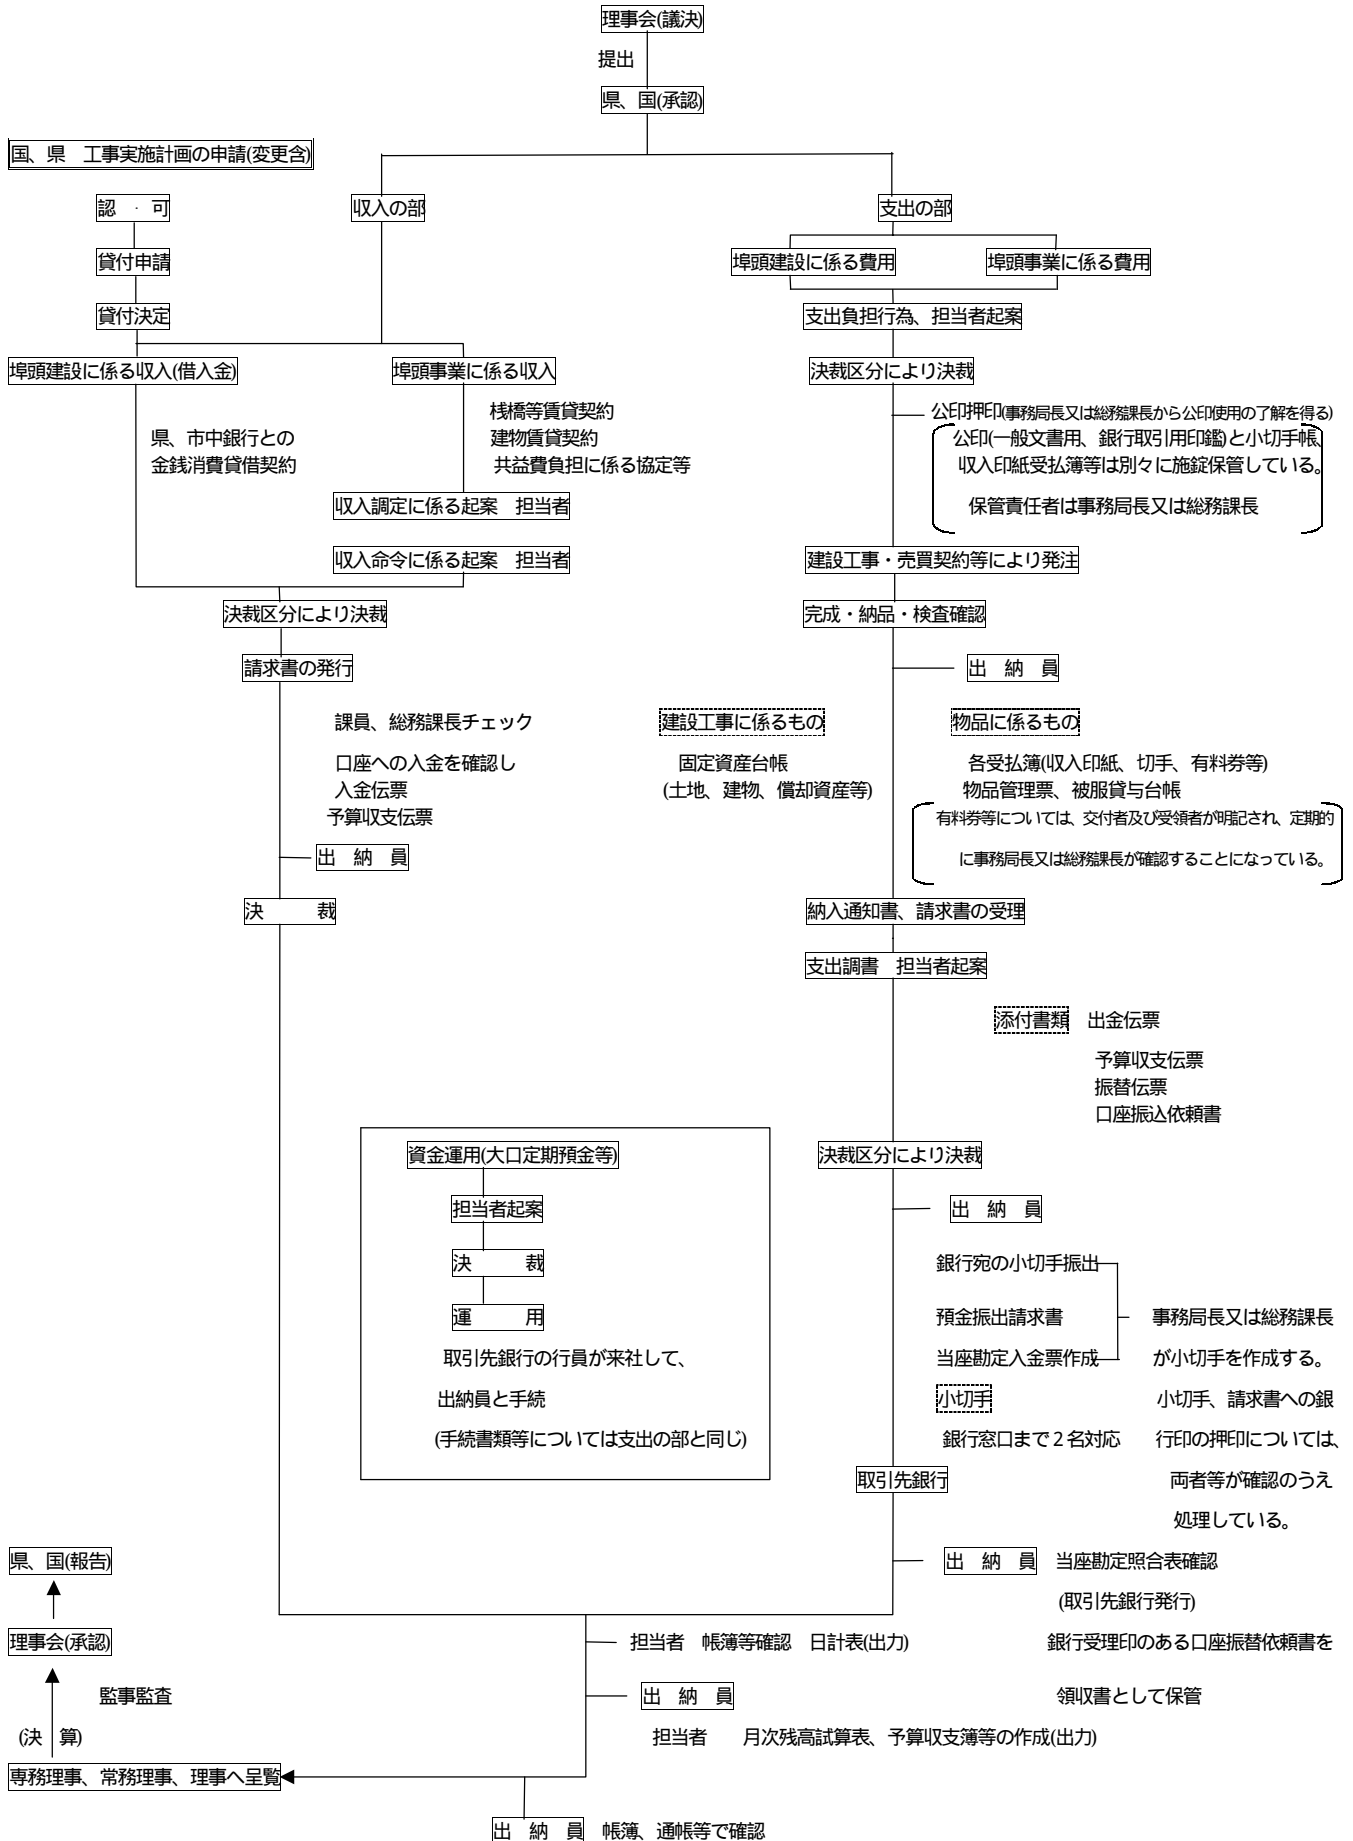 理事会(議決)
提出
県、国(承認)
国、県　工事実施計画の申請(変更含)
認　・　可
収入の部
支出の部
貸付申請
埠頭建設に係る費用
埠頭事業に係る費用
貸付決定
支出負担行為、担当者起案
埠頭建設に係る収入(借入金)
埠頭事業に係る収入
決裁区分により決裁
県、市中銀行との
金銭消費貸借契約
桟橋等賃貸契約
建物賃貸契約
共益費負担に係る協定等
公印押印(事務局長又は総務課長から公印使用の了解を得る)
公印(一般文書用、銀行取引用印鑑)と小切手帳、
収入印紙受払簿等は別々に施錠保管している。
保管責任者は事務局長又は総務課長
収入調定に係る起案　担当者
収入命令に係る起案　担当者
建設工事・売買契約等により発注
決裁区分により決裁
完成・納品・検査確認
請求書の発行
出　納　員
課員、総務課長チェック
口座への入金を確認し
入金伝票
予算収支伝票
建設工事に係るもの
固定資産台帳
(土地、建物、償却資産等)
物品に係るもの
各受払簿(収入印紙、切手、有料券等)
物品管理票、被服貸与台帳
有料券等については、交付者及び受領者が明記され、定期的
に事務局長又は総務課長が確認することになっている。
出　納　員
決　　　裁
納入通知書、請求書の受理
支出調書　担当者起案
添付書類　出金伝票
予算収支伝票
振替伝票
口座振込依頼書
資金運用(大口定期預金等)
担当者起案
決　　　裁
運　　　用
取引先銀行の行員が来社して、
出納員と手続
(手続書類等については支出の部と同じ)
決裁区分により決裁
出　納　員
銀行宛の小切手振出
預金振出請求書
当座勘定入金票作成
小切手
銀行窓口まで２名対応
事務局長又は総務課長
が小切手を作成する。
小切手、請求書への銀
行印の押印については、
両者等が確認のうえ
処理している。
取引先銀行
出　納　員　当座勘定照合表確認
(取引先銀行発行)
銀行受理印のある口座振替依頼書を
領収書として保管
県、国(報告)
理事会(承認)
監事監査
(決　算)
専務理事、常務理事、理事へ呈覧
担当者　帳簿等確認　日計表(出力)
出　納　員
担当者　　月次残高試算表、予算収支簿等の作成(出力)
出　納　員　帳簿、通帳等で確認